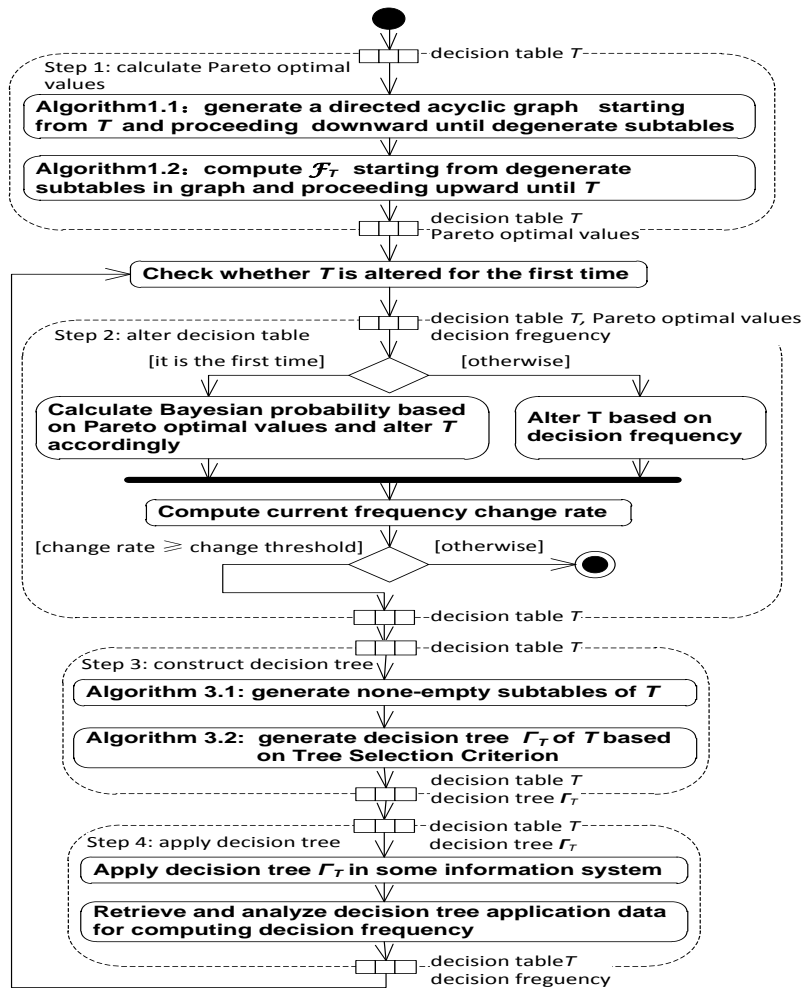 decision table T
Step 1: calculate Pareto optimal
values
Algorithm1.1：generate a directed acyclic graph starting
from T and proceeding downward until degenerate subtables
Algorithm1.2：compute ℱT starting from degenerate
subtables in graph and proceeding upward until T
decision table T
Pareto optimal values
Check whether T is altered for the first time
decision table T, Pareto optimal values
decision freguency
Step 2: alter decision table
[it is the first time]
[otherwise]
Calculate Bayesian probability based
on Pareto optimal values and alter T
accordingly
Alter T based on
decision frequency
Compute current frequency change rate
[change rate ⩾ change threshold]
[otherwise]
decision table T
decision table T
Step 3: construct decision tree
Algorithm 3.1: generate none-empty subtables of T
Algorithm 3.2: generate decision tree ΓT of T based
on Tree Selection Criterion
decision table T
decision tree ΓT
decision table T
decision tree ΓT
Step 4: apply decision tree
Apply decision tree ΓT in some information system
Retrieve and analyze decision tree application data
for computing decision frequency
decision tableT
decision freguency